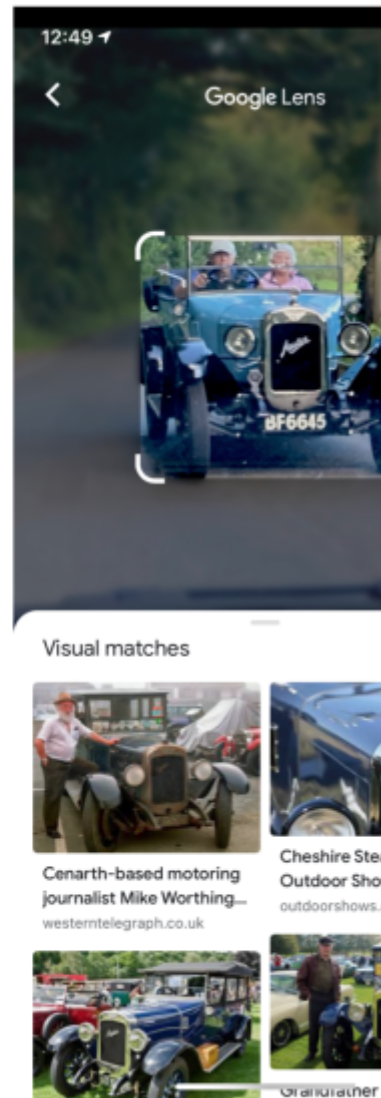 12:49
Google Lens
Austin
BF6645
Visual matches
Cenarth-based motoring
journalist Mike Worthing...
westerntelegraph.co.uk
Cheshire Stea
Outdoor Sho
outdoorshows.
Grandfather